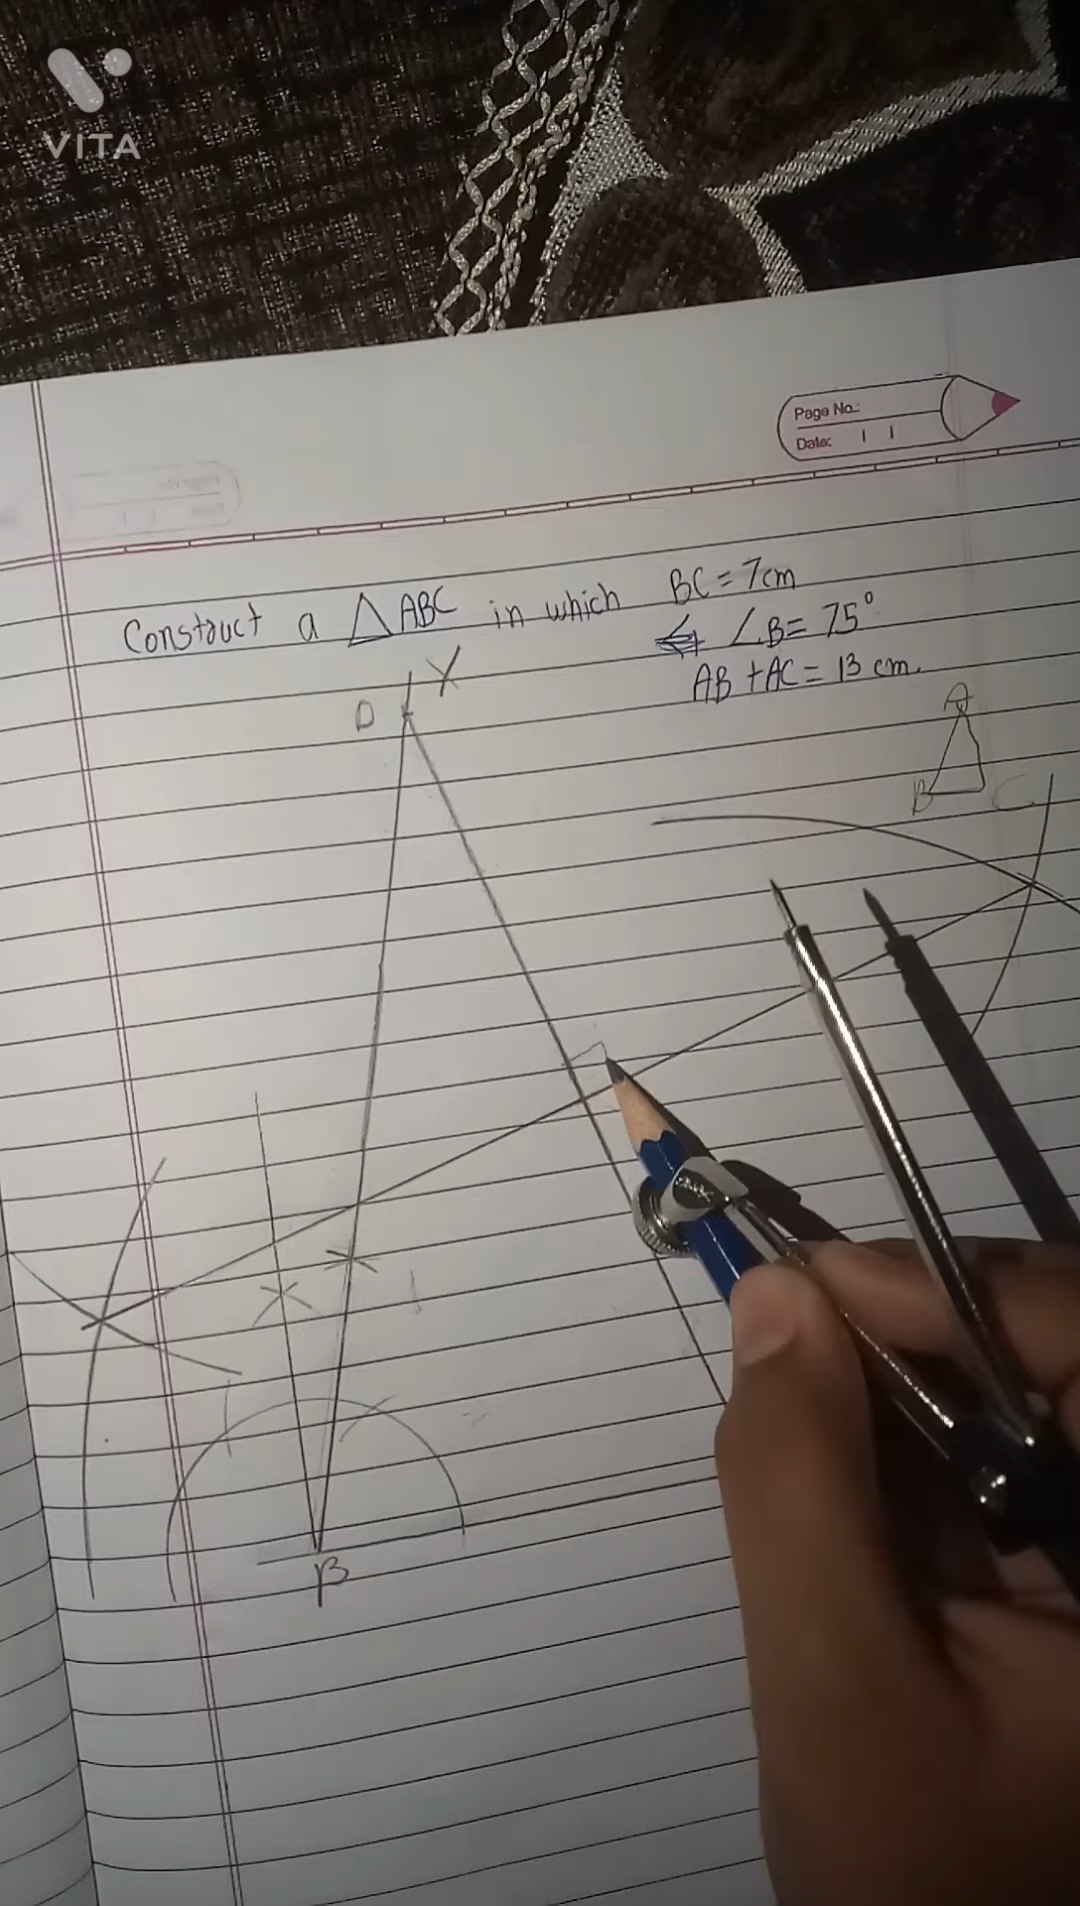 VITA
Page No.:
Date:
Construct a △ABC in which BC = 7cm
∠B = 75°
AB + AC = 13 cm.
D Y
A
B C
B